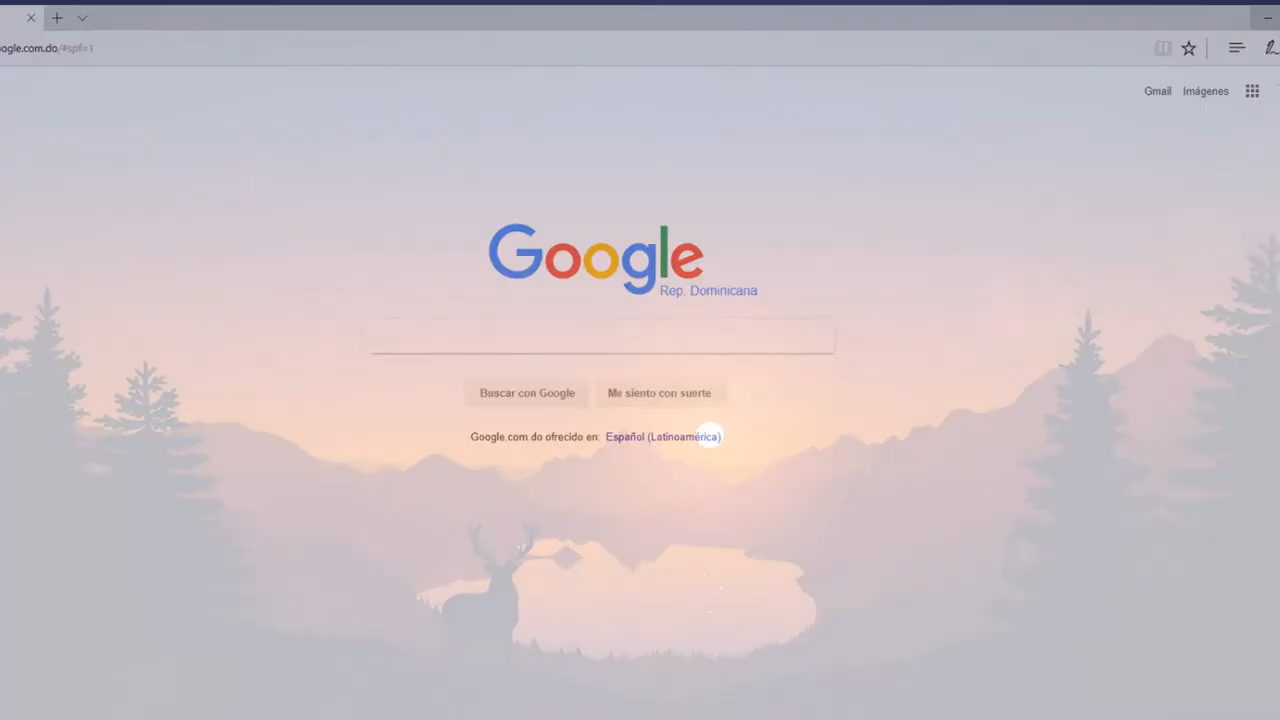 ogle.com.do/#spf=1
Gmail Imágenes
Google
Rep. Dominicana
Buscar con Google Me siento con suerte
Google.com.do ofrecido en: Español (Latinoamérica)